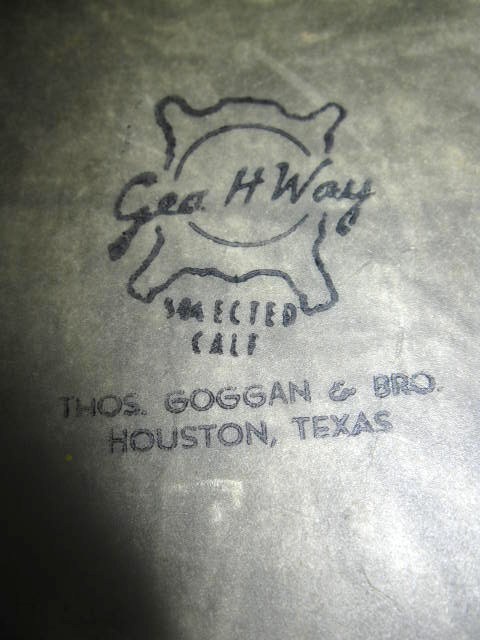 Geo. H Way
SELECTED
CALF
THOS. GOGGAN & BRO.
HOUSTON, TEXAS